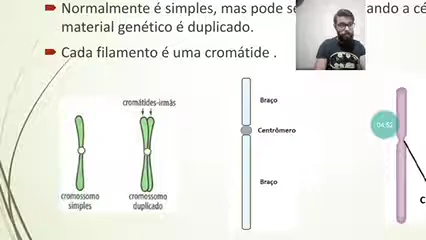 Normalmente é simples, mas pode se
ando a cé
material genético é duplicado.
Cada filamento é uma cromátide .
cromátides-irmãs
Braço
Centrômero
Braço
04:52
cromossomo
simples
cromossomo
duplicado
C